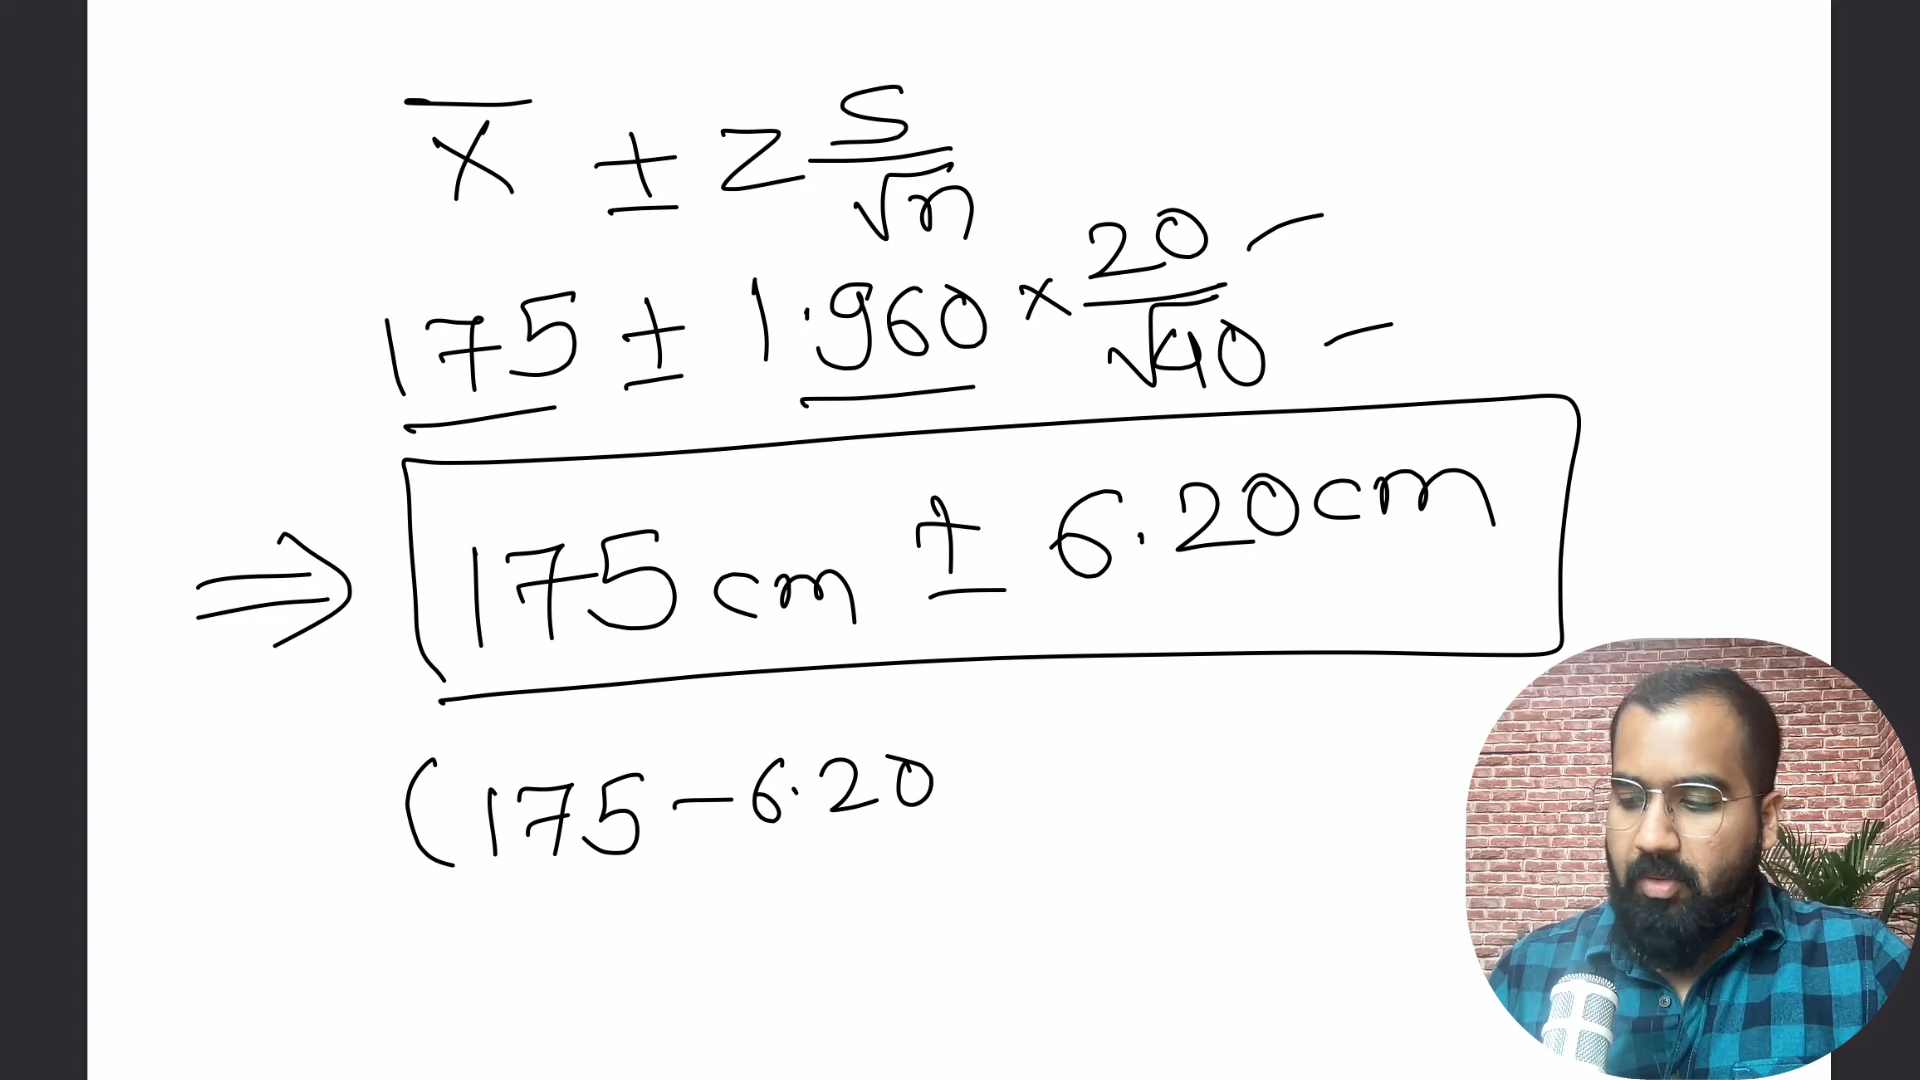 x̄ ± z s/√n
175 ± 1.960 × 20/√40
⇒ 175 cm ± 6.20 cm
(175 – 6.20